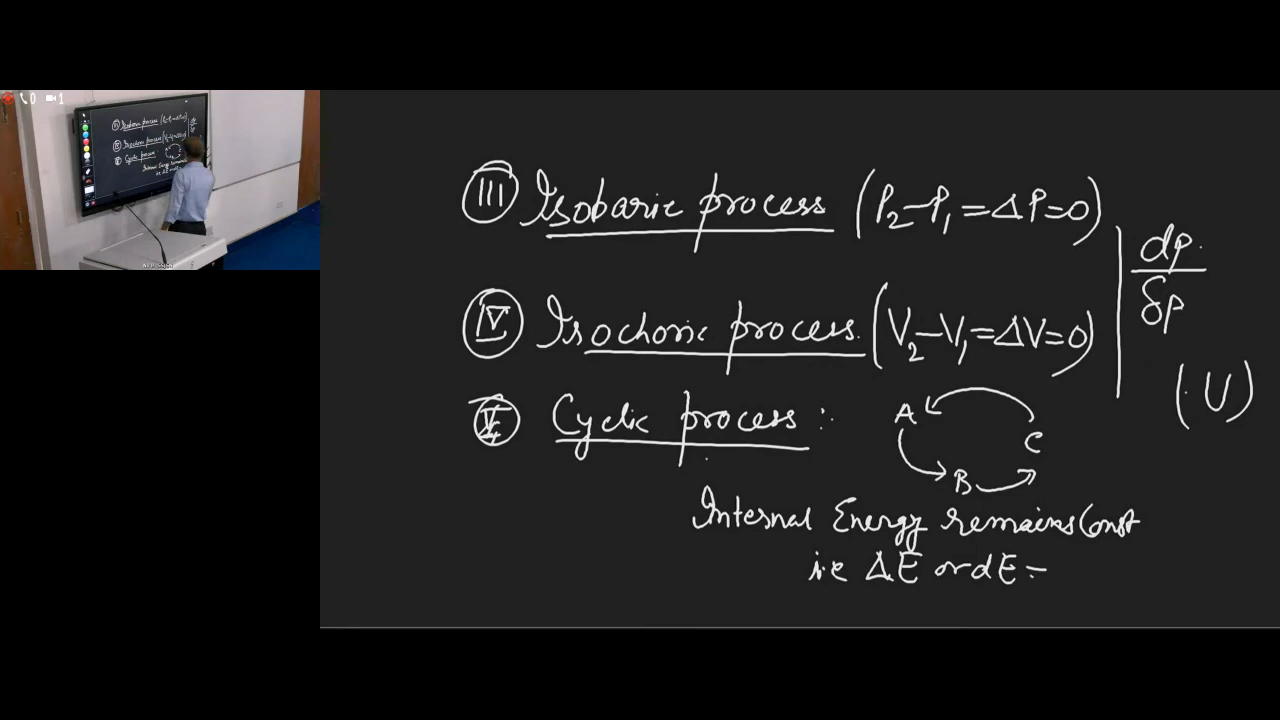 III Isobaric process (P₂-P₁=ΔP=0)
dp
δp
IV Isochoric process. (V₂-V₁=ΔV=0)
(U)
V Cyclic process :
A C B
Internal Energy remains Const
i.e ΔE or dE =